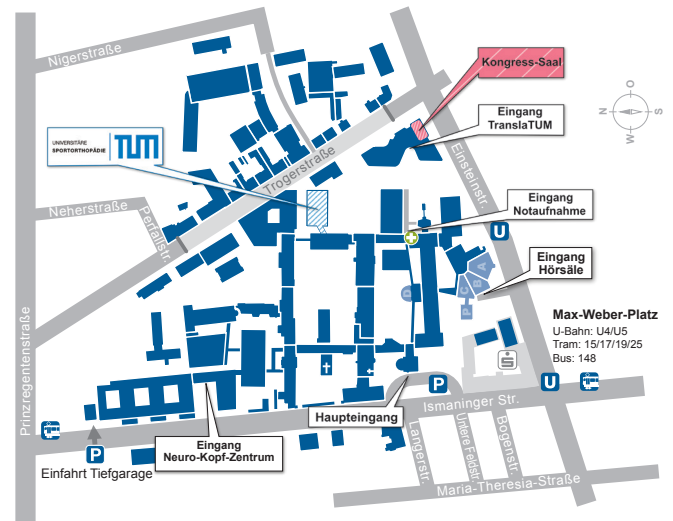 Nigerstraße
Kongress-Saal
O
N
S
W
Eingang
TranslaTUM
UNIVERSITÄRE
SPORTORTHOPÄDIE
TUM
Trogerstraße
Einsteinstr.
Neherstraße
Perfallstr.
Eingang
Notaufnahme
U
Eingang
Hörsäle
A
B
C
D
P
Prinzregentenstraße
Max-Weber-Platz
U-Bahn: U4/U5
Tram: 15/17/19/25
Bus: 148
S
P
U
Ismaninger Str.
Haupteingang
Eingang
Neuro-Kopf-Zentrum
P
Einfahrt Tiefgarage
Langerstr.
Untere Feldstr.
Bogenstr.
Maria-Theresia-Straße